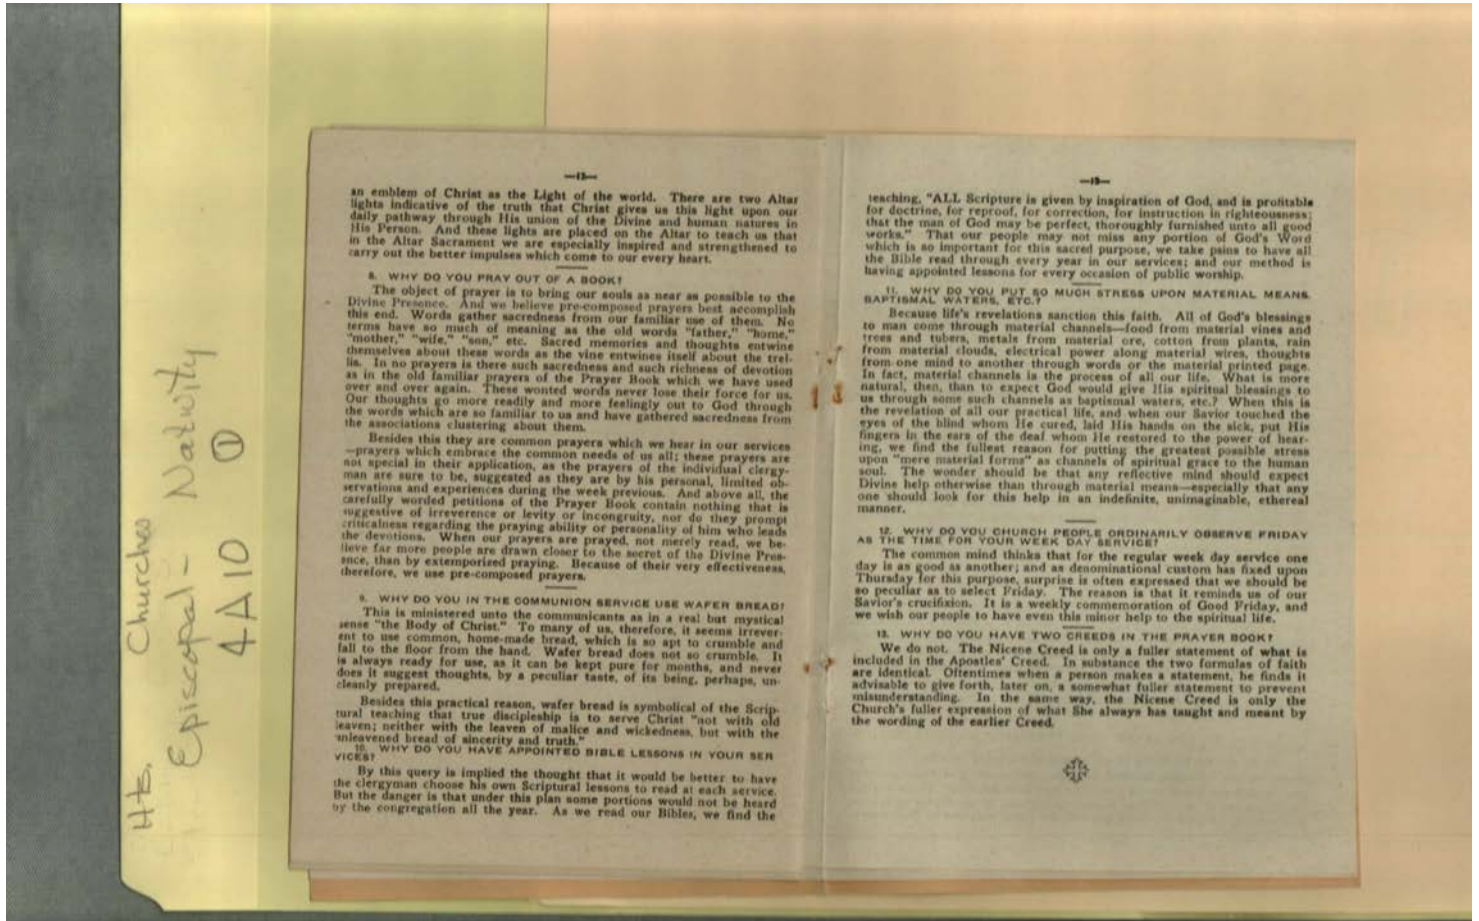 Hts. Churches
Episcopal - Nativity
4A10 ①
—12—
an emblem of Christ as the Light of the world. There are two Altar
lights indicative of the truth that Christ gives us this light upon our
daily pathway through His union of the Divine and human natures in
His Person. And these lights are placed on the Altar to teach us that
in the Altar Sacrament we are especially inspired and strengthened to
carry out the better impulses which come to our every heart.
8. WHY DO YOU PRAY OUT OF A BOOK?
The object of prayer is to bring our souls as near as possible to the
Divine Presence. And we believe pre-composed prayers best accomplish
this end. Words gather sacredness from our familiar use of them. No
terms have so much of meaning as the old words "father," "home,"
"mother," "wife," "son," etc. Sacred memories and thoughts entwine
themselves about these words as the vine entwines itself about the trel-
lis. In no prayers is there such sacredness and such richness of devotion
as in the old familiar prayers of the Prayer Book which we have used
over and over again. These wonted words never lose their force for us.
Our thoughts go more readily and more feelingly out to God through
the words which are so familiar to us and have gathered sacredness from
the associations clustering about them.
Besides this they are common prayers which we hear in our services
—prayers which embrace the common needs of us all; these prayers are
not special in their application, as the prayers of the individual clergy-
man are sure to be, suggested as they are by his personal, limited ob-
servations and experiences during the week previous. And above all, the
carefully worded petitions of the Prayer Book contain nothing that is
suggestive of irreverence or levity or incongruity, nor do they prompt
criticalness regarding the praying ability or personality of him who leads
the devotions. When our prayers are prayed, not merely read, we be-
lieve far more people are drawn closer to the secret of the Divine Pres-
ence, than by extemporized praying. Because of their very effectiveness,
therefore, we use pre-composed prayers.
9. WHY DO YOU IN THE COMMUNION SERVICE USE WAFER BREAD?
This is ministered unto the communicants as in a real but mystical
sense "the Body of Christ." To many of us, therefore, it seems irrever-
ent to use common, home-made bread, which is so apt to crumble and
fall to the floor from the hand. Wafer bread does not so crumble. It
is always ready for use, as it can be kept pure for months, and never
does it suggest thoughts, by a peculiar taste, of its being, perhaps, un-
cleanly prepared.
Besides this practical reason, wafer bread is symbolical of the Scrip-
tural teaching that true discipleship is to serve Christ "not with old
leaven; neither with the leaven of malice and wickedness, but with the
unleavened bread of sincerity and truth."
10. WHY DO YOU HAVE APPOINTED BIBLE LESSONS IN YOUR SER
VICES?
By this query is implied the thought that it would be better to have
the clergyman choose his own Scriptural lessons to read at each service.
But the danger is that under this plan some portions would not be heard
by the congregation all the year. As we read our Bibles, we find the
—13—
teaching, "ALL Scripture is given by inspiration of God, and is profitable
for doctrine, for reproof, for correction, for instruction in righteousness;
that the man of God may be perfect, thoroughly furnished unto all good
works." That our people may not miss any portion of God's Word
which is so important for this sacred purpose, we take pains to have all
the Bible read through every year in our services; and our method is
having appointed lessons for every occasion of public worship.
11. WHY DO YOU PUT SO MUCH STRESS UPON MATERIAL MEANS,
BAPTISMAL WATERS, ETC.?
Because life's revelations sanction this faith. All of God's blessings
to man come through material channels—food from material vines and
trees and tubers, metals from material ore, cotton from plants, rain
from material clouds, electrical power along material wires, thoughts
from one mind to another through words or the material printed page.
In fact, material channels is the process of all our life. What is more
natural, then, than to expect God would give His spiritual blessings to
us through some such channels as baptismal waters, etc.? When this is
the revelation of all our practical life, and when our Savior touched the
eyes of the blind whom He cured, laid His hands on the sick, put His
fingers in the ears of the deaf whom He restored to the power of hear-
ing, we find the fullest reason for putting the greatest possible stress
upon "mere material forms" as channels of spiritual grace to the human
soul. The wonder should be that any reflective mind should expect
Divine help otherwise than through material means—especially that any
one should look for this help in an indefinite, unimaginable, ethereal
manner.
12. WHY DO YOU CHURCH PEOPLE ORDINARILY OBSERVE FRIDAY
AS THE TIME FOR YOUR WEEK DAY SERVICE?
The common mind thinks that for the regular week day service one
day is as good as another; and as denominational custom has fixed upon
Thursday for this purpose, surprise is often expressed that we should be
so peculiar as to select Friday. The reason is that it reminds us of our
Savior's crucifixion. It is a weekly commemoration of Good Friday, and
we wish our people to have even this minor help to the spiritual life.
13. WHY DO YOU HAVE TWO CREEDS IN THE PRAYER BOOK?
We do not. The Nicene Creed is only a fuller statement of what is
included in the Apostles' Creed. In substance the two formulas of faith
are identical. Oftentimes when a person makes a statement, he finds it
advisable to give forth, later on, a somewhat fuller statement to prevent
misunderstanding. In the same way, the Nicene Creed is only the
Church's fuller expression of what She always has taught and meant by
the wording of the earlier Creed.